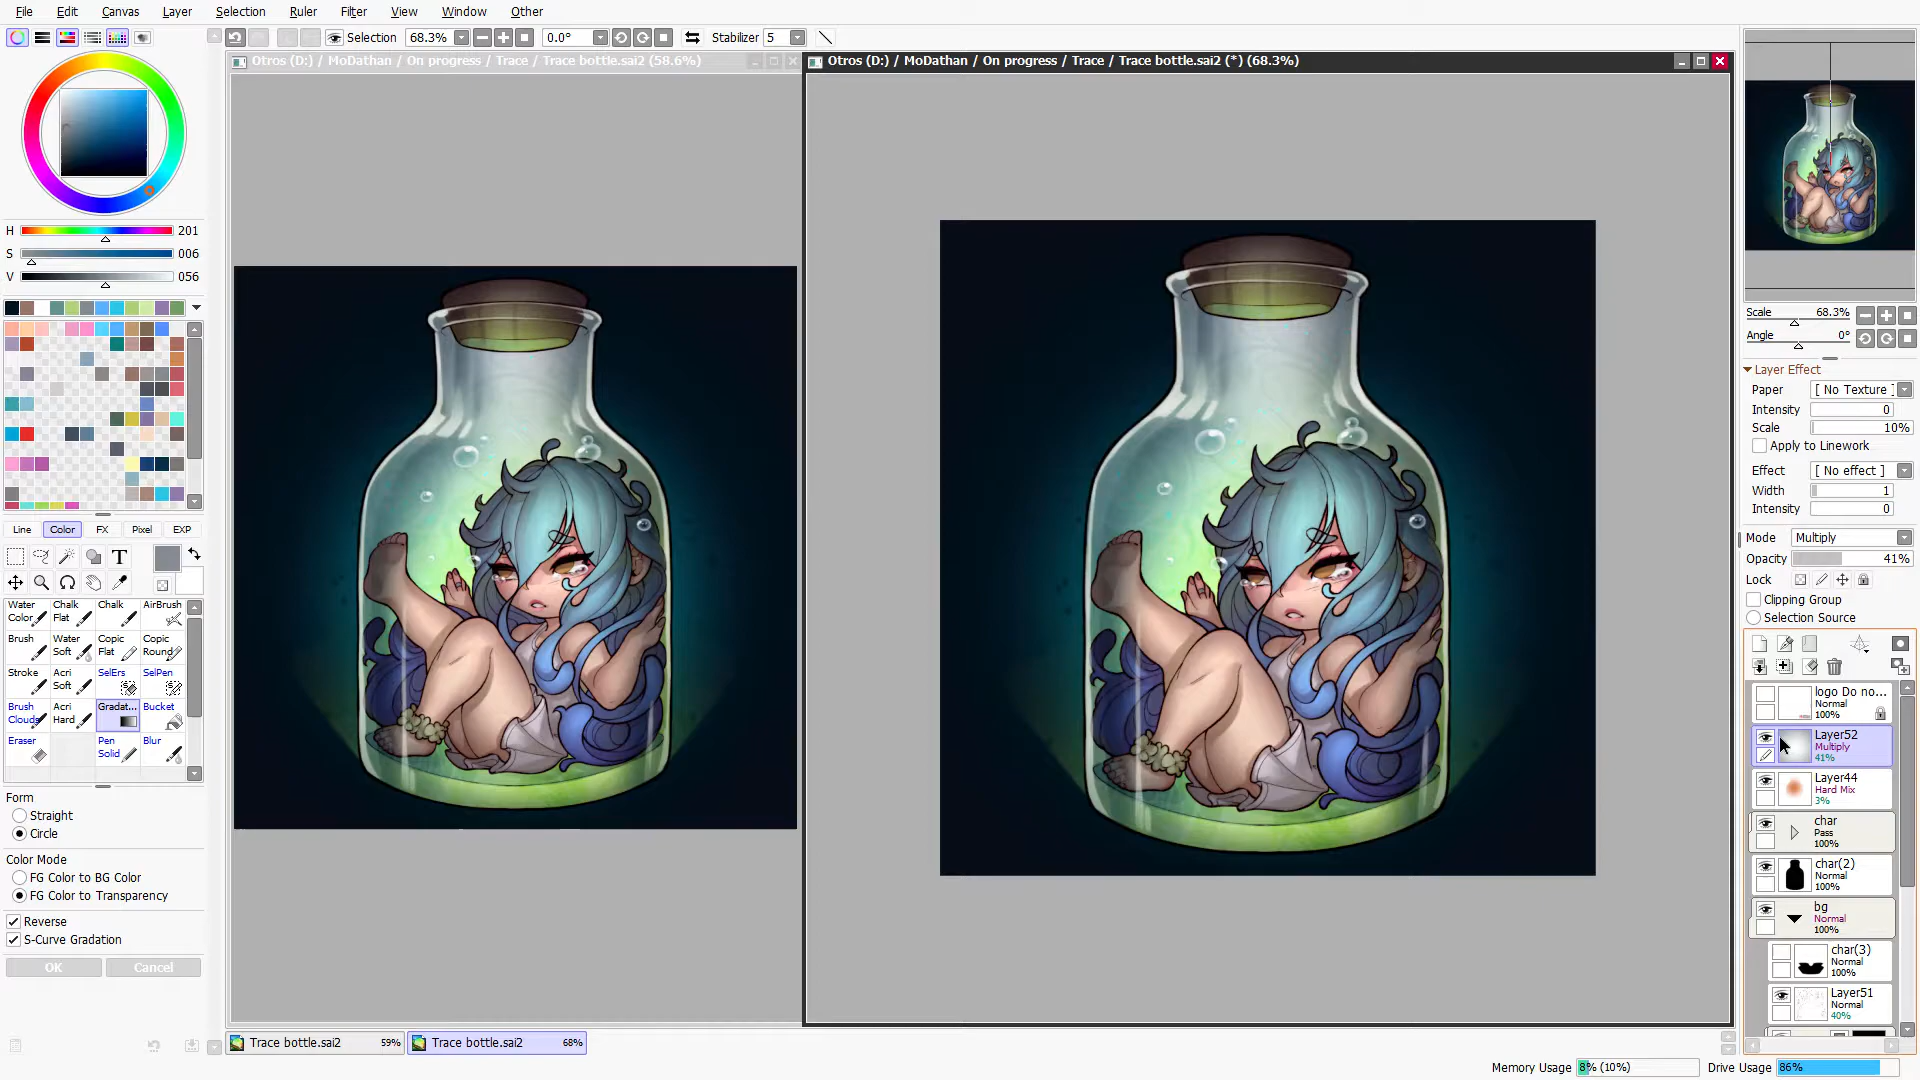 File Edit Canvas Layer Selection Ruler Filter View Window Other
Selection 68.3% 0.0° Stabilizer 5
Otros (D:) / MoDathan / On progress / Trace / Trace bottle.sai2 (58.6%)
Otros (D:) / MoDathan / On progress / Trace / Trace bottle.sai2 (*) (68.3%)
H 201
S 006
V 056
Line Color FX Pixel EXP
T
Water Color
Chalk Flat
Chalk
AirBrush
Brush
Water Soft
Copic Flat
Copic Round
Stroke
Acri Soft
SelErs
SelPen
Brush Clouds
Acri Hard
Gradat...
Bucket
Eraser
Pen Solid
Blur
Form
Straight
Circle
Color Mode
FG Color to BG Color
FG Color to Transparency
Reverse
S-Curve Gradation
OK Cancel
Trace bottle.sai2 59%
Trace bottle.sai2 68%
Scale 68.3%
Angle 0°
Layer Effect
Paper [ No Texture ]
Intensity 0
Scale 10%
Apply to Linework
Effect [ No effect ]
Width 1
Intensity 0
Mode Multiply
Opacity 41%
Lock
Clipping Group
Selection Source
logo Do no...
Normal
100%
Layer52
Multiply
41%
Layer44
Hard Mix
3%
char
Pass
100%
char(2)
Normal
100%
bg
Normal
100%
char(3)
Normal
100%
Layer51
Normal
40%
Memory Usage 8% (10%) Drive Usage 86%